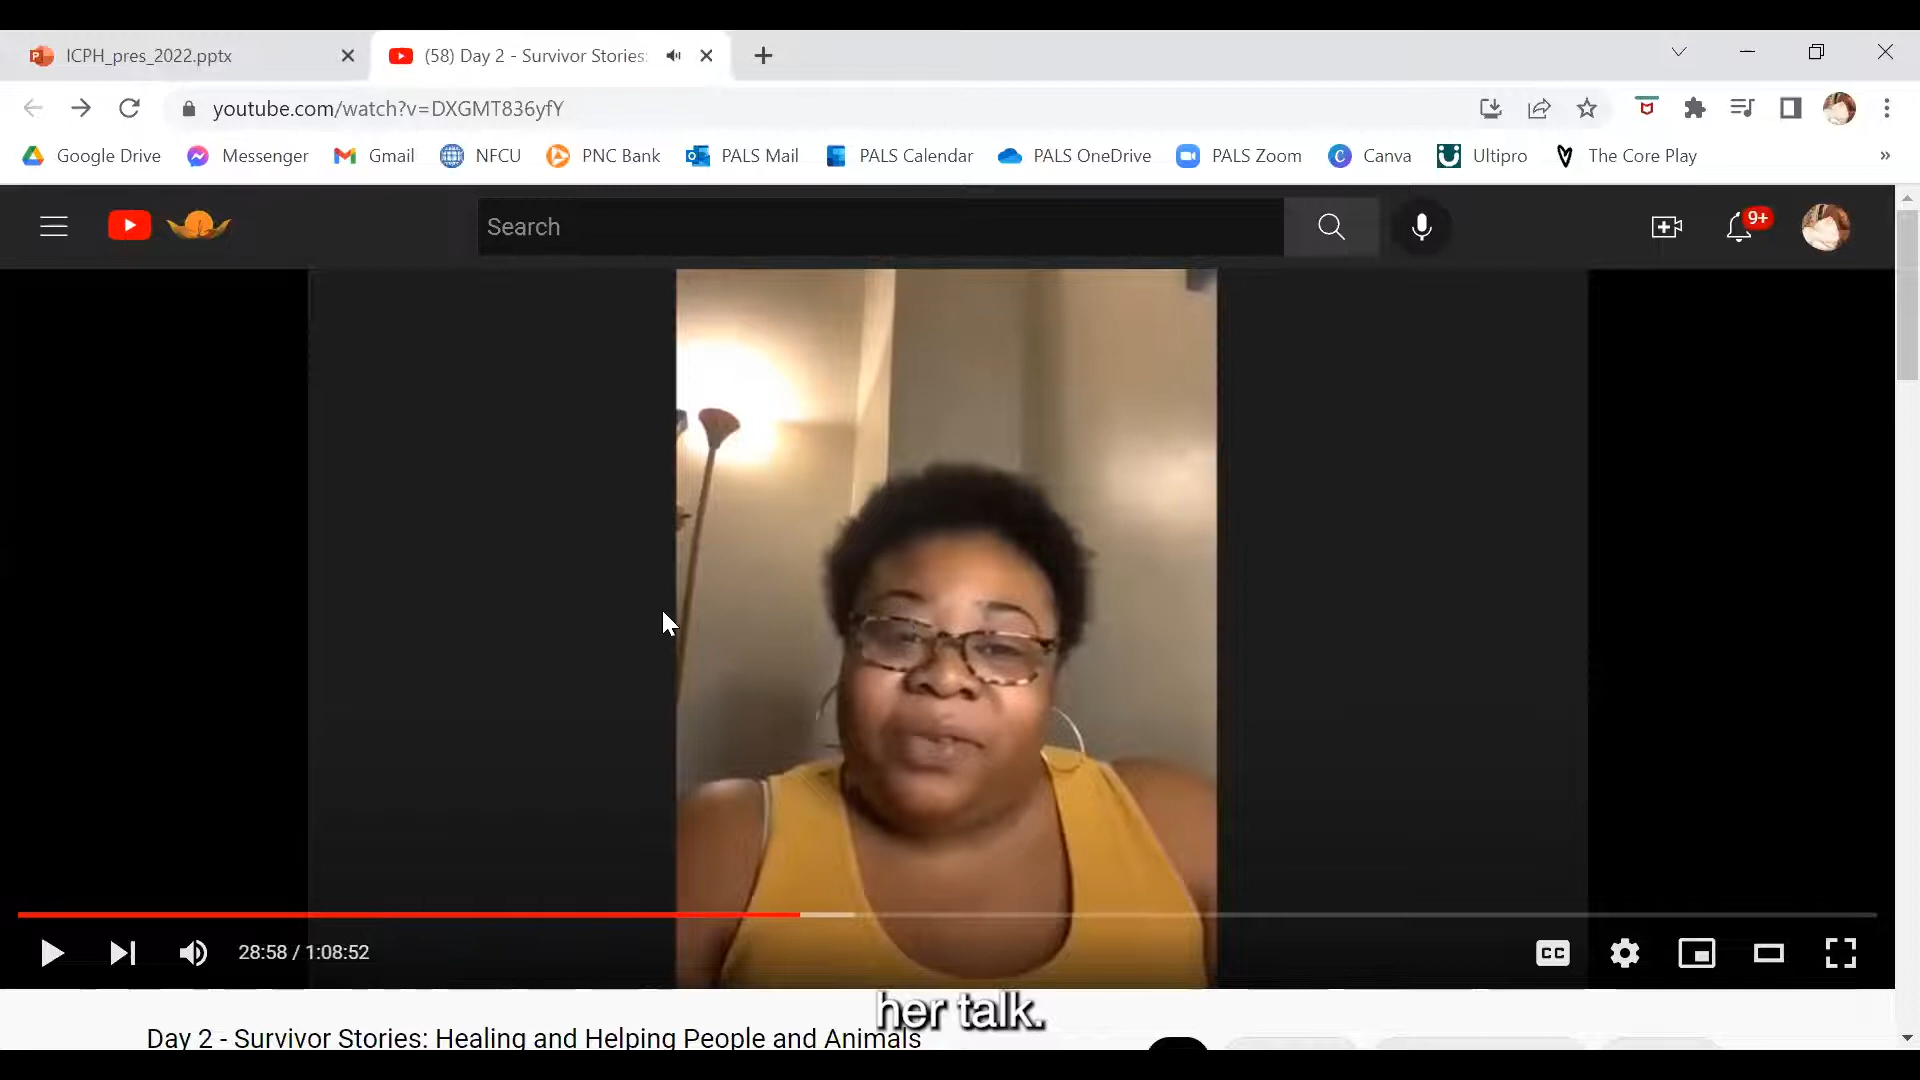 ICPH_pres_2022.pptx
(58) Day 2 - Survivor Stories:
youtube.com/watch?v=DXGMT836yfY
Google Drive Messenger Gmail NFCU PNC Bank PALS Mail PALS Calendar PALS OneDrive PALS Zoom Canva Ultipro The Core Play »
Search
9+
28:58 / 1:08:52
CC
her talk.
Day 2 - Survivor Stories: Healing and Helping People and Animals